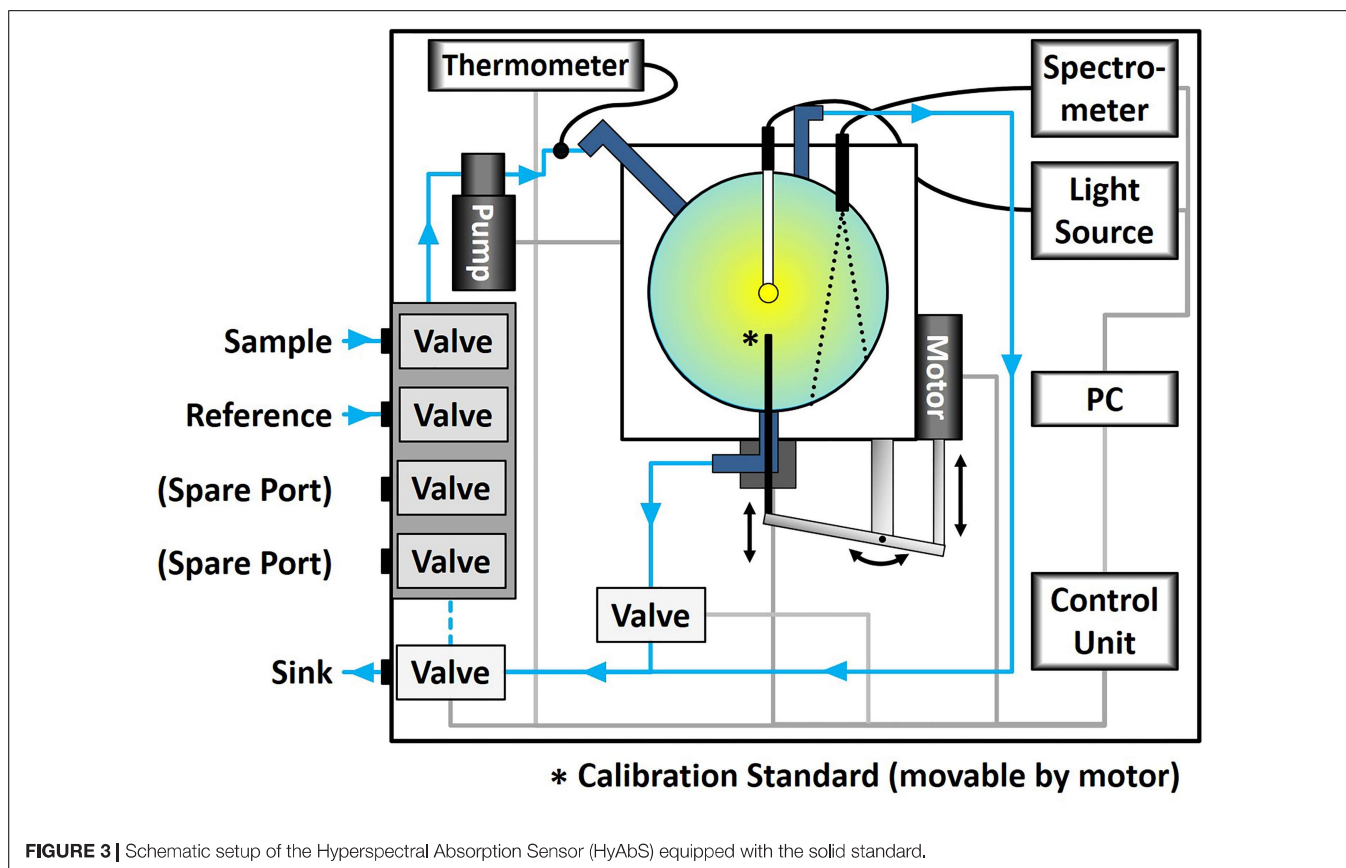 Thermometer
Spectro-
meter
Light
Source
Pump
Sample
Valve
Reference
Valve
(Spare Port)
Valve
(Spare Port)
Valve
Sink
Valve
Valve
*
Motor
PC
Control
Unit
* Calibration Standard (movable by motor)
FIGURE 3 | Schematic setup of the Hyperspectral Absorption Sensor (HyAbS) equipped with the solid standard.